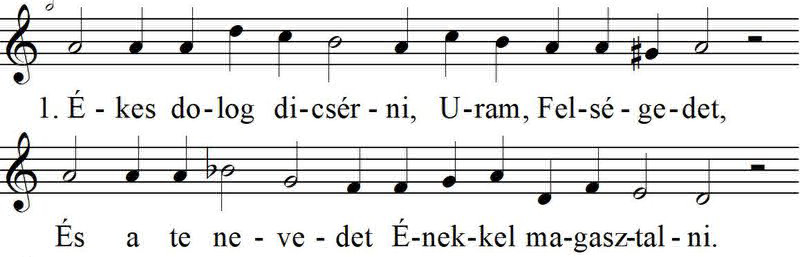 1. É - kes do-log di-csér - ni, U-ram, Fel-sé - ge-det,
És a te ne - ve - det É-nek-kel ma-gasz-tal - ni.